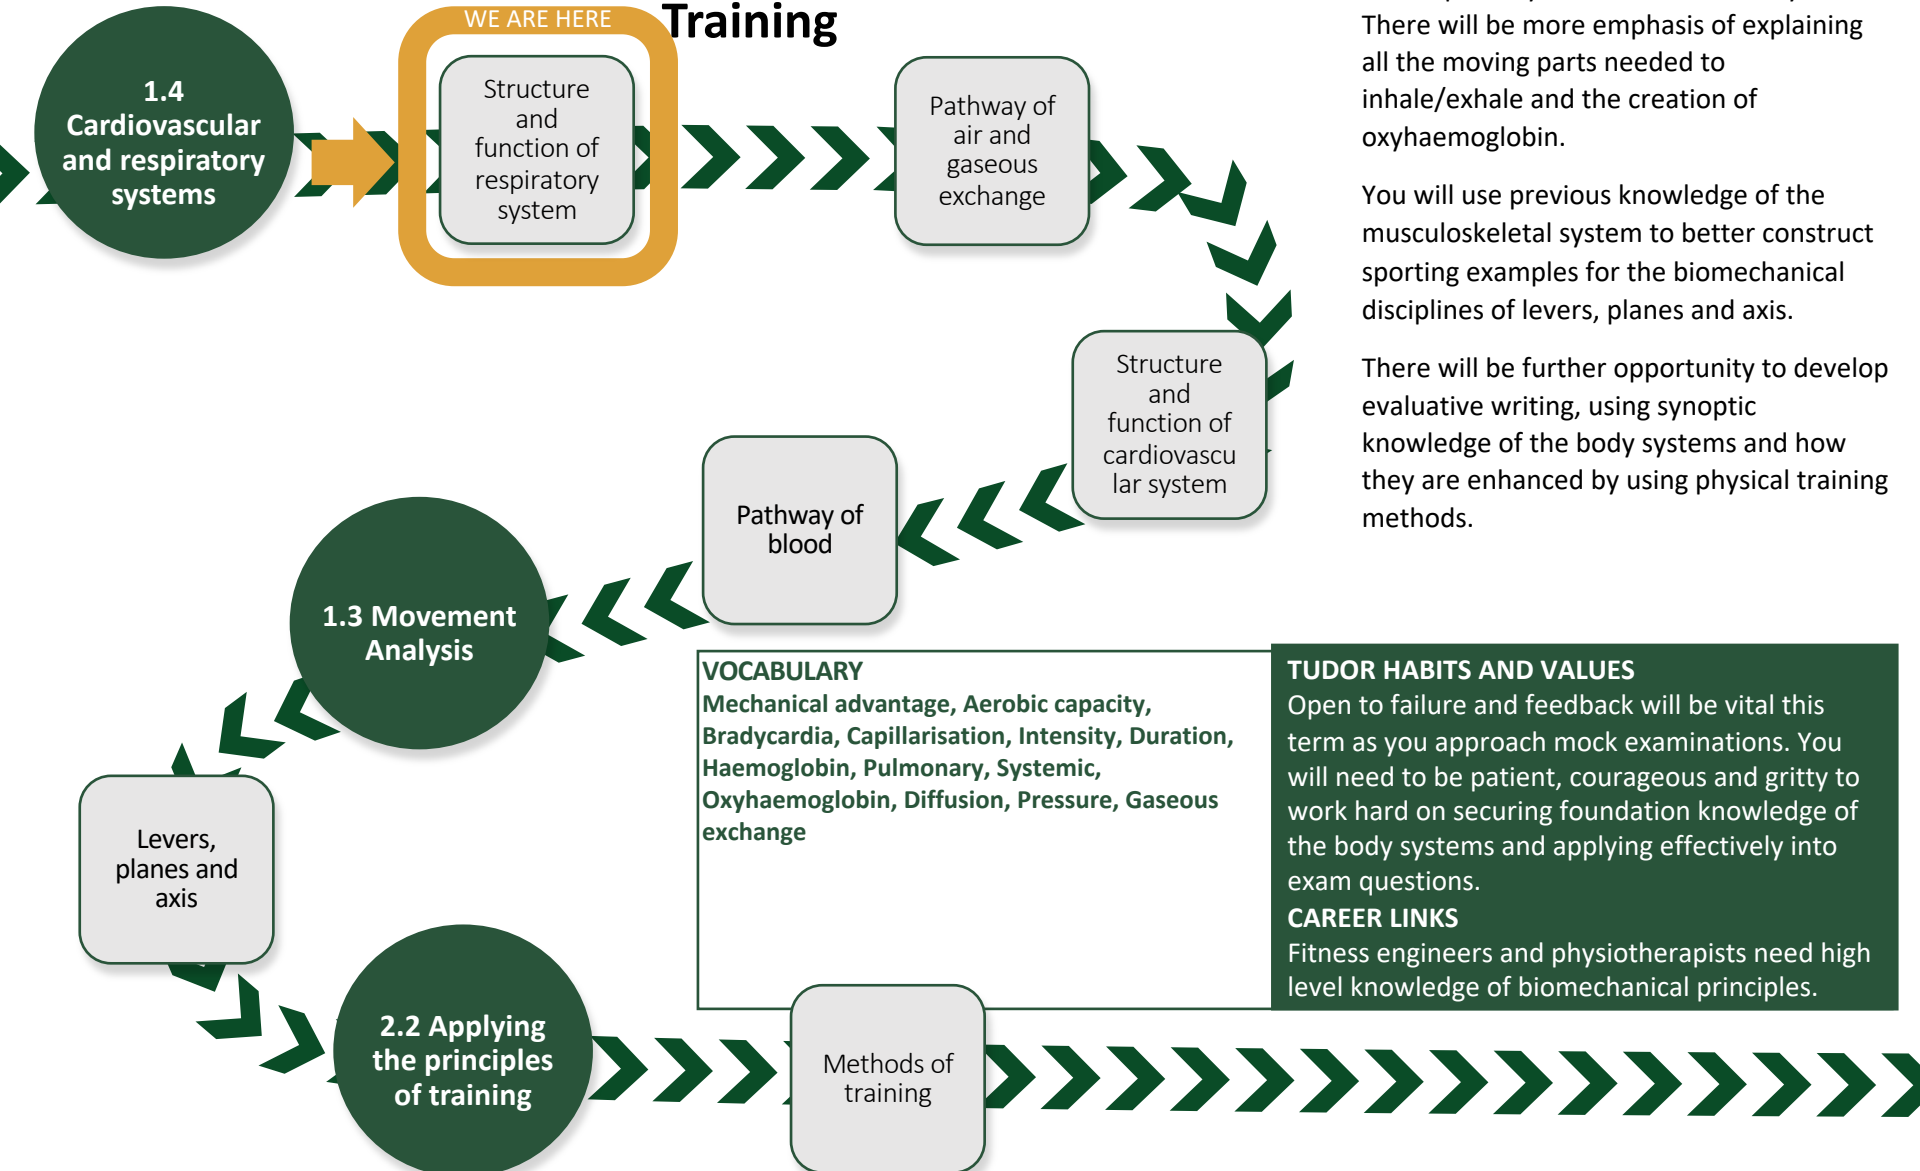 Training
WE ARE HERE
1.4
Cardiovascular
and respiratory
systems
Structure
and
function of
respiratory
system
Pathway of
air and
gaseous
exchange
There will be more emphasis of explaining
all the moving parts needed to
inhale/exhale and the creation of
oxyhaemoglobin.
You will use previous knowledge of the
musculoskeletal system to better construct
sporting examples for the biomechanical
disciplines of levers, planes and axis.
There will be further opportunity to develop
evaluative writing, using synoptic
knowledge of the body systems and how
they are enhanced by using physical training
methods.
Structure
and
function of
cardiovascu
lar system
Pathway of
blood
1.3 Movement
Analysis
Levers,
planes and
axis
VOCABULARY
Mechanical advantage, Aerobic capacity,
Bradycardia, Capillarisation, Intensity, Duration,
Haemoglobin, Pulmonary, Systemic,
Oxyhaemoglobin, Diffusion, Pressure, Gaseous
exchange
TUDOR HABITS AND VALUES
Open to failure and feedback will be vital this
term as you approach mock examinations. You
will need to be patient, courageous and gritty to
work hard on securing foundation knowledge of
the body systems and applying effectively into
exam questions.
CAREER LINKS
Fitness engineers and physiotherapists need high
level knowledge of biomechanical principles.
2.2 Applying
the principles
of training
Methods of
training